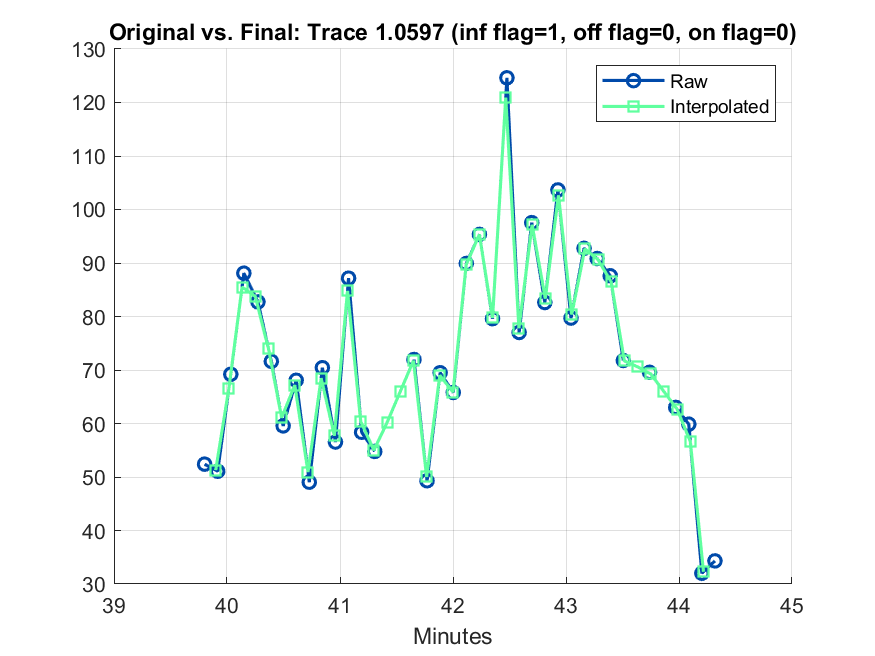 Original vs. Final: Trace 1.0597 (inf flag=1, off flag=0, on flag=0)
130
120
110
100
90
80
70
60
50
40
30
Raw
Interpolated
39 40 41 42 43 44 45
Minutes